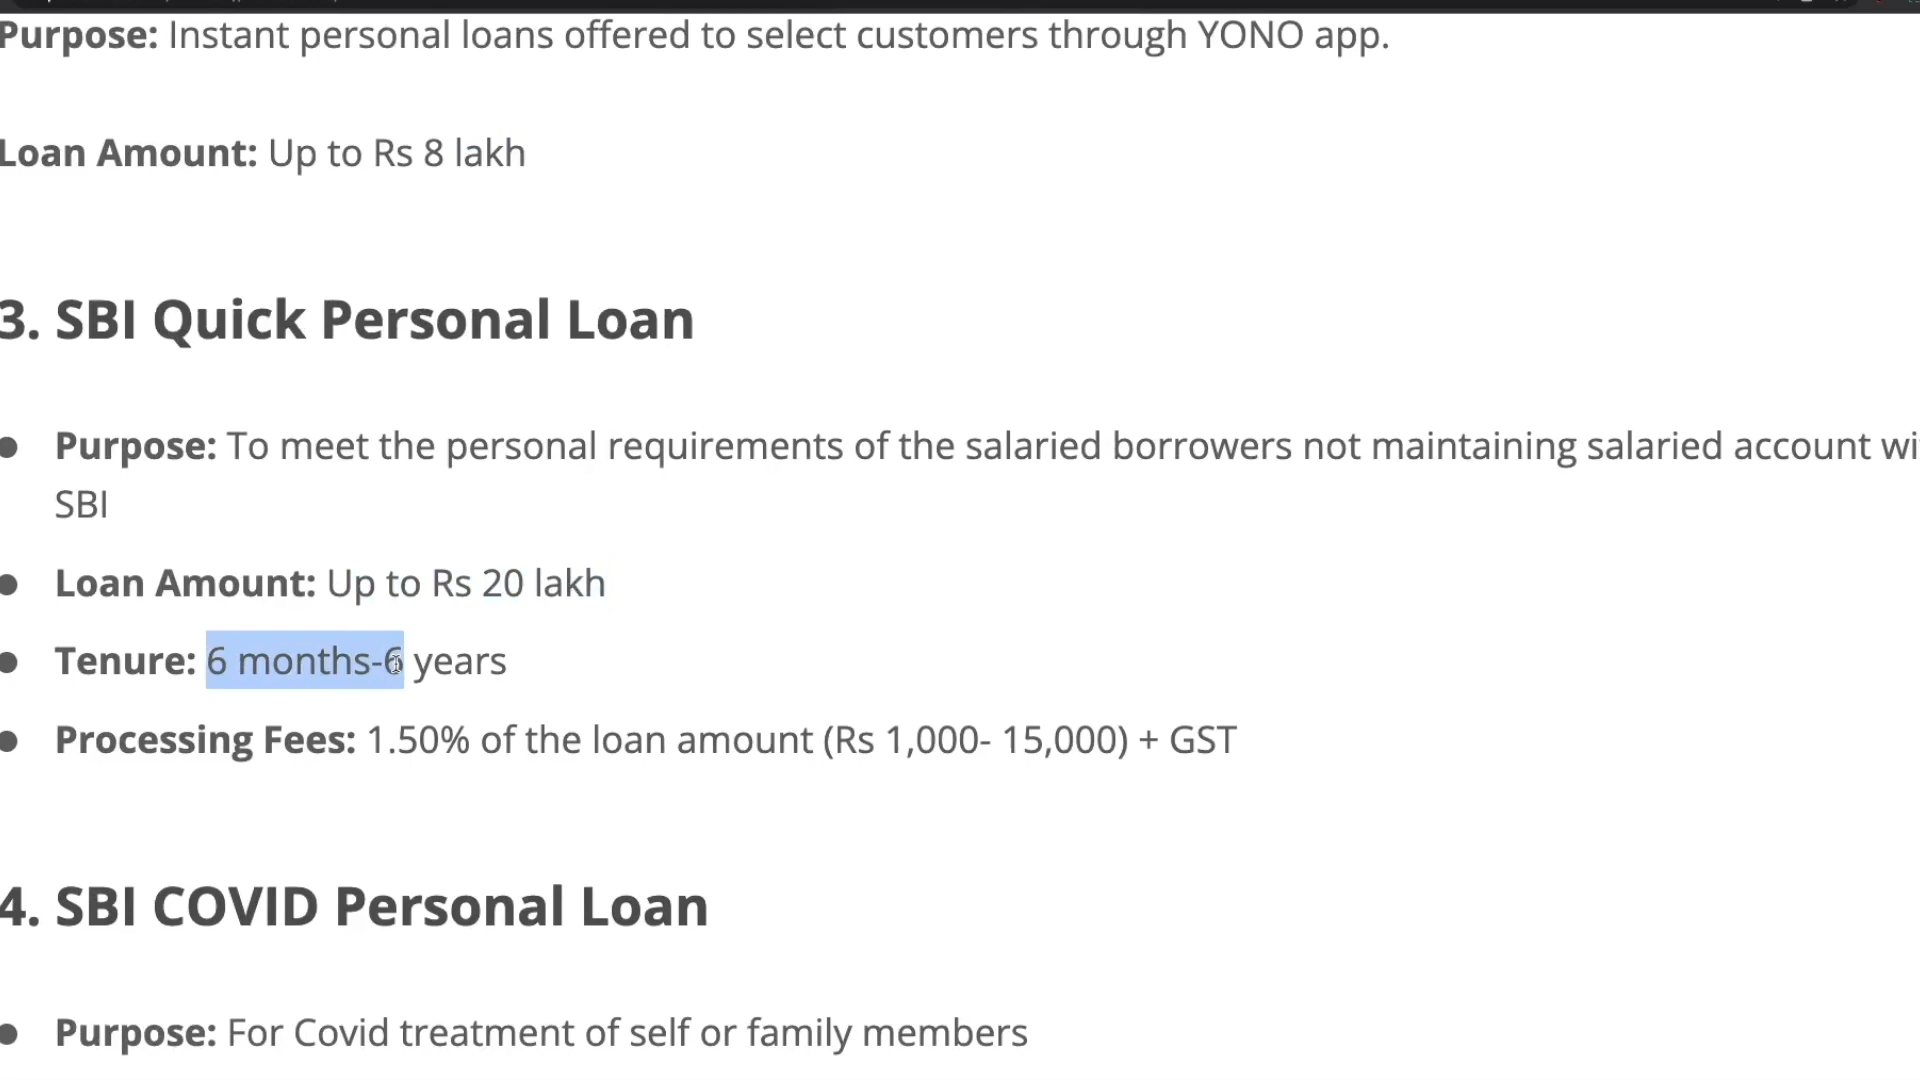 Purpose: Instant personal loans offered to select customers through YONO app.
Loan Amount: Up to Rs 8 lakh
3. SBI Quick Personal Loan
● Purpose: To meet the personal requirements of the salaried borrowers not maintaining salaried account wi
SBI
● Loan Amount: Up to Rs 20 lakh
● Tenure: 6 months-6 years
● Processing Fees: 1.50% of the loan amount (Rs 1,000- 15,000) + GST
4. SBI COVID Personal Loan
● Purpose: For Covid treatment of self or family members